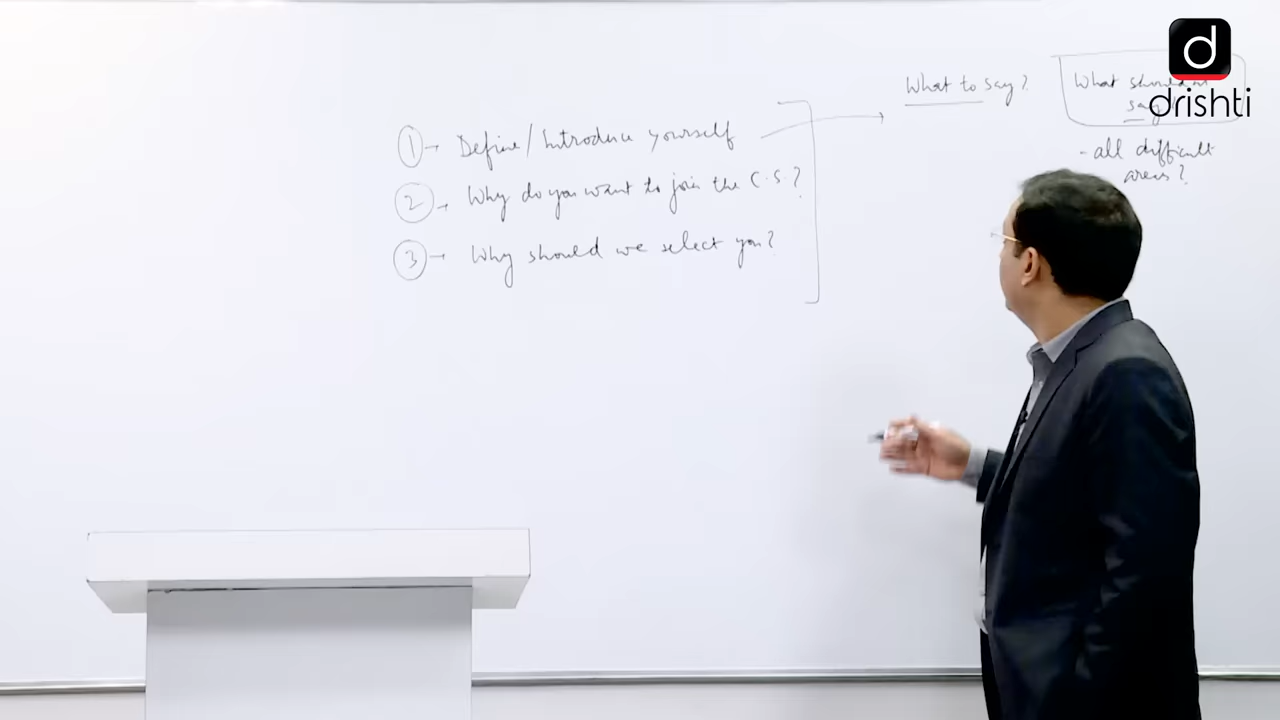 ① → Define/Introduce yourself
② → Why do you want to join the C.S.?
③ → Why should we select you?
What to say?
What should
- all difficult
areas?
d
drishti